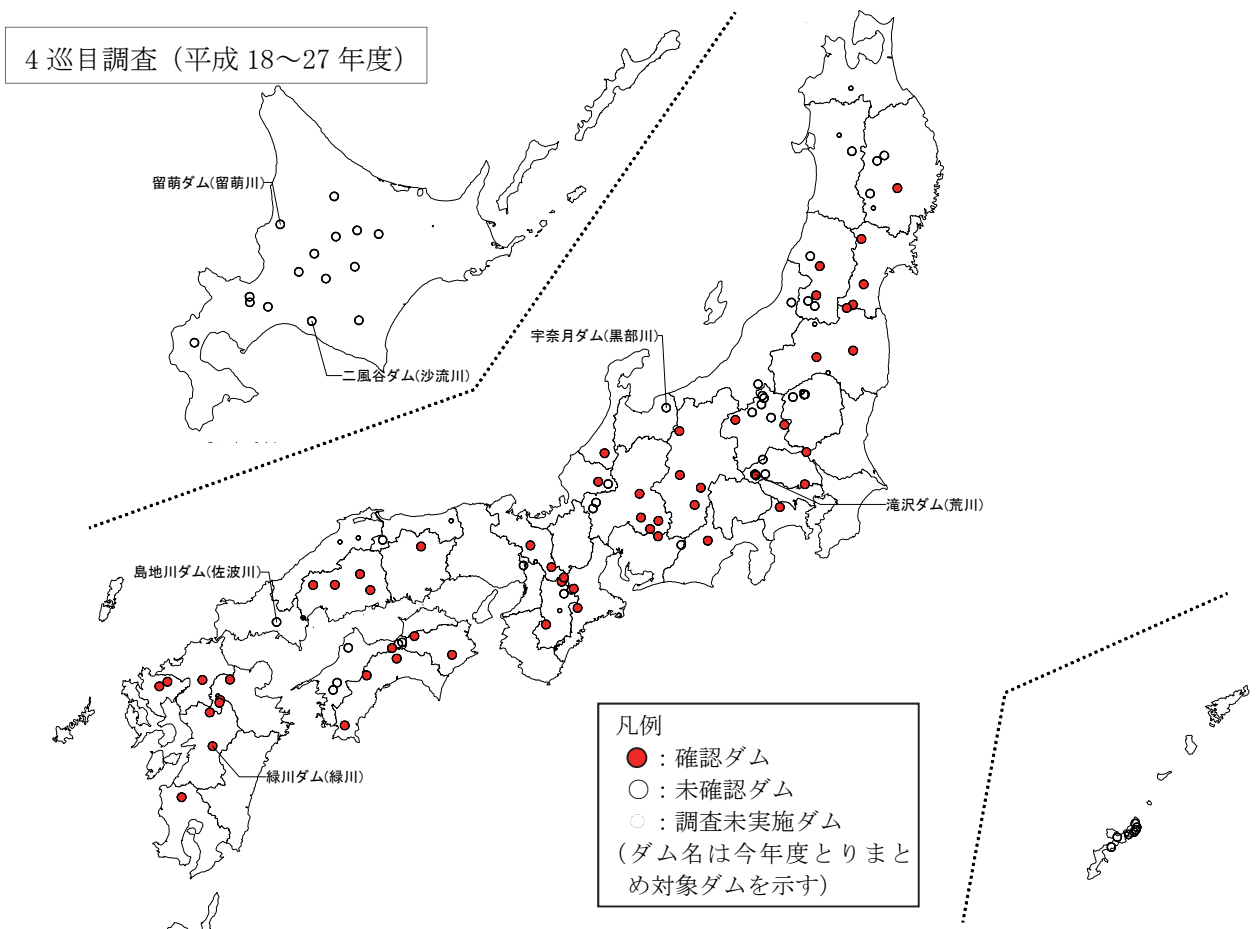 4巡目調査(平成 18~27 年度)
留萌ダム(留萌川)
二風谷ダム(沙流川)
宇奈月ダム(黒部川)
滝沢ダム(荒川)
島地川ダム(佐波川)
緑川ダム(緑川)
凡例
:確認ダム
:未確認ダム
:調査未実施ダム
(ダム名は今年度とりまと
め対象ダムを示す)